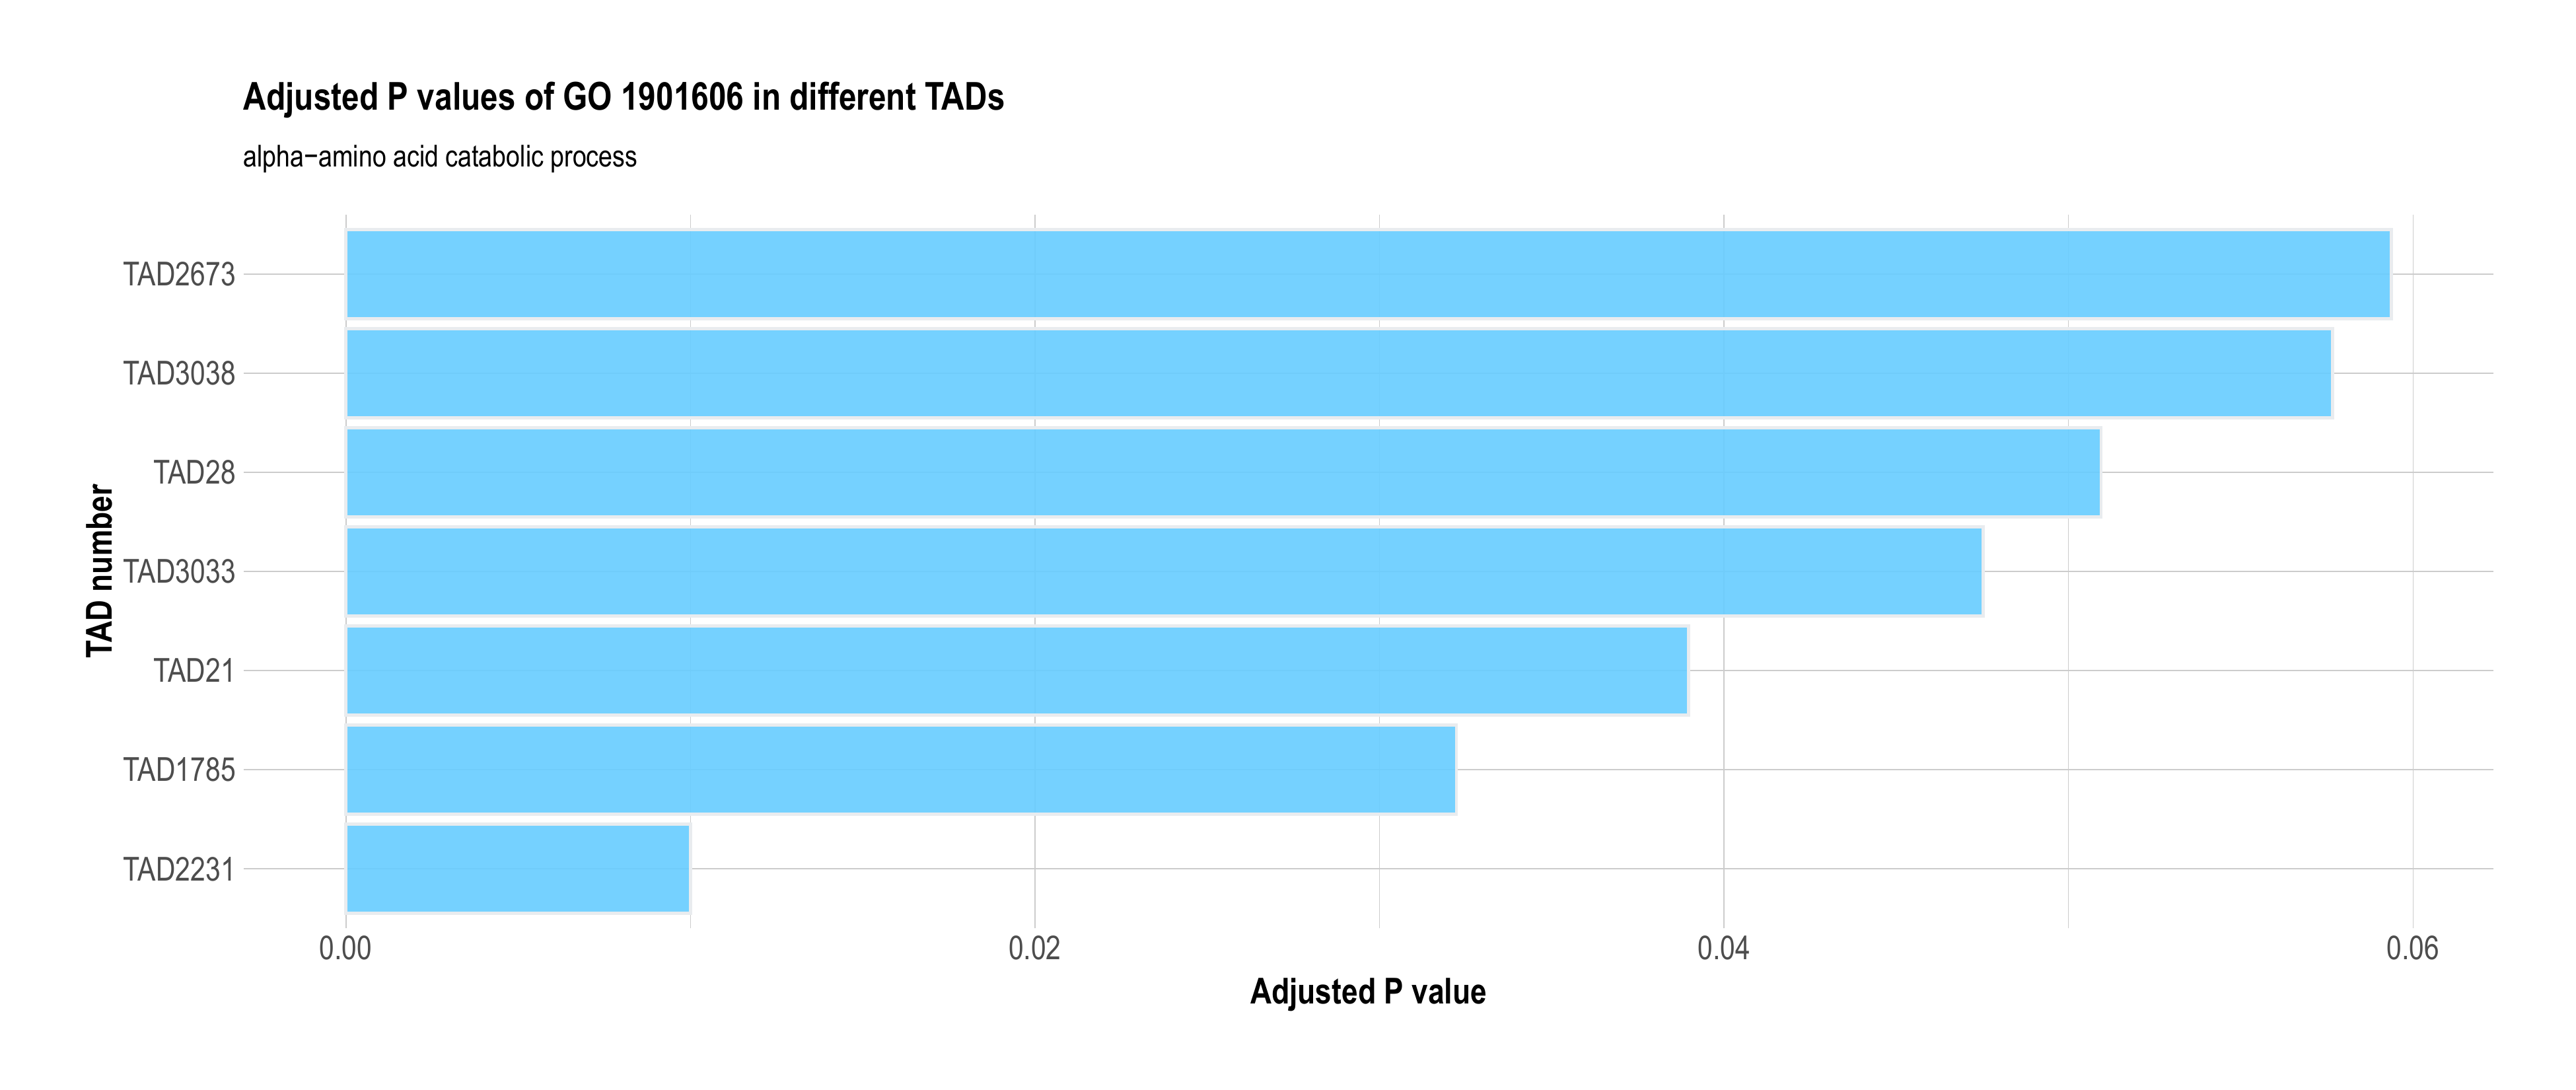 Adjusted P values of GO 1901606 in different TADs
alpha−amino acid catabolic process
TAD number
TAD2673
TAD3038
TAD28
TAD3033
TAD21
TAD1785
TAD2231
0.00 0.02 0.04 0.06
Adjusted P value